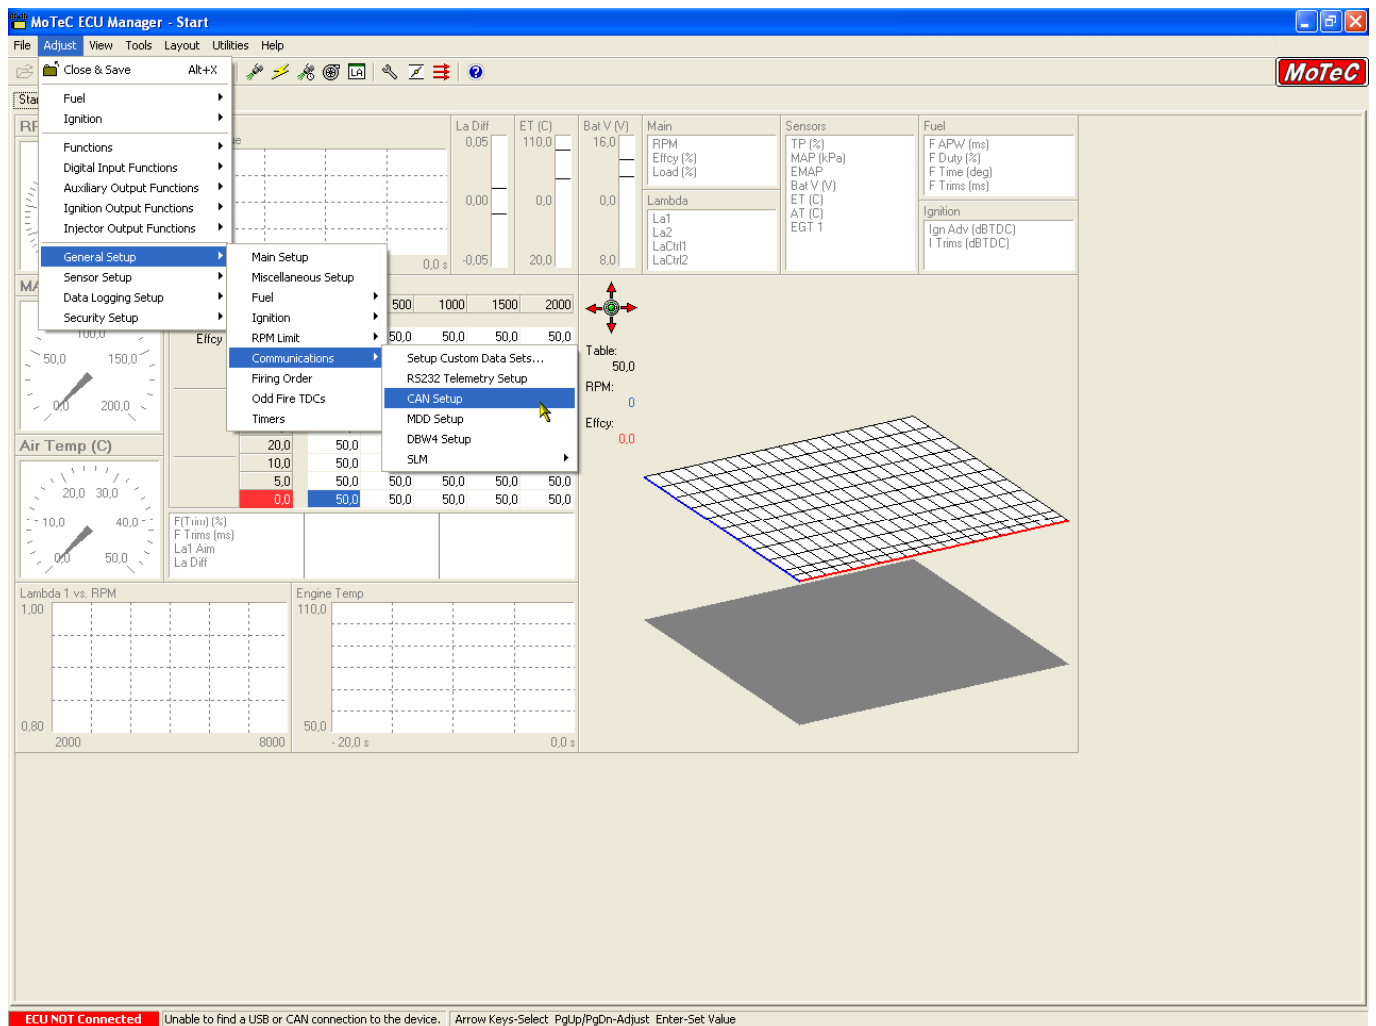 MoTeC ECU Manager - Start
File Adjust View Tools Layout Utilities Help
Close & Save Alt+X
LA
MoTeC
Fuel
Ignition
Functions
Digital Input Functions
Auxiliary Output Functions
Ignition Output Functions
Injector Output Functions
General Setup
Sensor Setup
Data Logging Setup
Security Setup
Main Setup
Miscellaneous Setup
Fuel
Ignition
RPM Limit
Communications
Firing Order
Odd Fire TDCs
Timers
Setup Custom Data Sets...
RS232 Telemetry Setup
CAN Setup
MDD Setup
DBW4 Setup
SLM
0,0 s
La Diff
0,05
0,00
-0,05
ET (C)
110,0
0,0
20,0
Bat V (V)
16,0
0,0
8,0
Main
RPM
Effcy (%)
Load (%)
Lambda
La1
La2
LaCtrl1
LaCtrl2
Sensors
TP (%)
MAP (kPa)
EMAP
Bat V (V)
ET (C)
AT (C)
EGT 1
Fuel
F APW (ms)
F Duty (%)
F Time (deg)
F Trims (ms)
Ignition
Ign Adv (dBTDC)
I Trims (dBTDC)
100,0
50,0 150,0
0,0 200,0
500 1000 1500 2000
Effcy 50,0 50,0 50,0 50,0
20,0 50,0
10,0 50,0
5,0 50,0 50,0 50,0 50,0 50,0
0,0 50,0 50,0 50,0 50,0 50,0
Table:
50,0
RPM:
0
Effcy:
0,0
Air Temp (C)
20,0 30,0
10,0 40,0
0,0 50,0
F(Trim) (%)
F Trims (ms)
La1 Aim
La Diff
Lambda 1 vs. RPM
1,00
0,80
2000 8000
Engine Temp
110,0
50,0
- 20,0 s 0,0 s
ECU NOT Connected Unable to find a USB or CAN connection to the device. Arrow Keys-Select PgUp/PgDn-Adjust Enter-Set Value